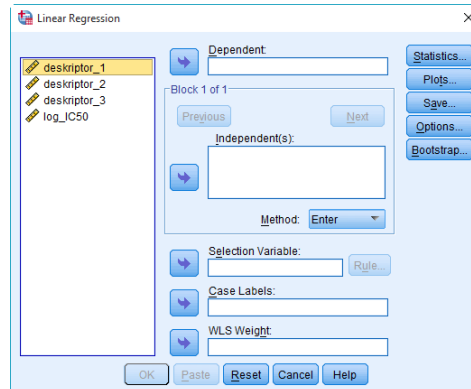 Linear Regression
deskriptor_1
deskriptor_2
deskriptor_3
log_IC50
Dependent:
Block 1 of 1
Previous
Next
Independent(s):
Method: Enter
Selection Variable:
Rule...
Case Labels:
WLS Weight:
Statistics...
Plots...
Save...
Options...
Bootstrap...
OK Paste Reset Cancel Help